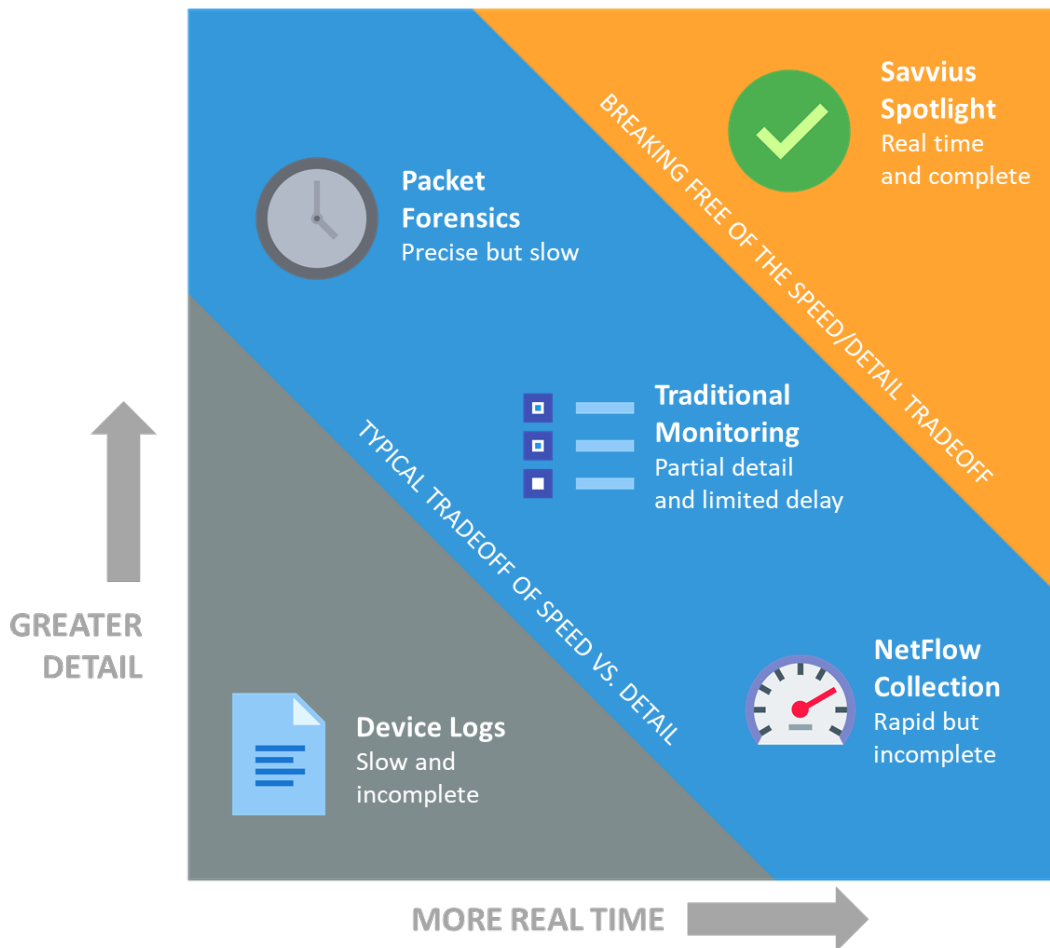 Savvius
Spotlight
Real time
and complete
BREAKING FREE OF THE SPEED/DETAIL TRADEOFF
Packet
Forensics
Precise but slow
Traditional
Monitoring
Partial detail
and limited delay
TYPICAL TRADEOFF OF SPEED VS. DETAIL
GREATER
DETAIL
NetFlow
Collection
Rapid but
incomplete
Device Logs
Slow and
incomplete
MORE REAL TIME